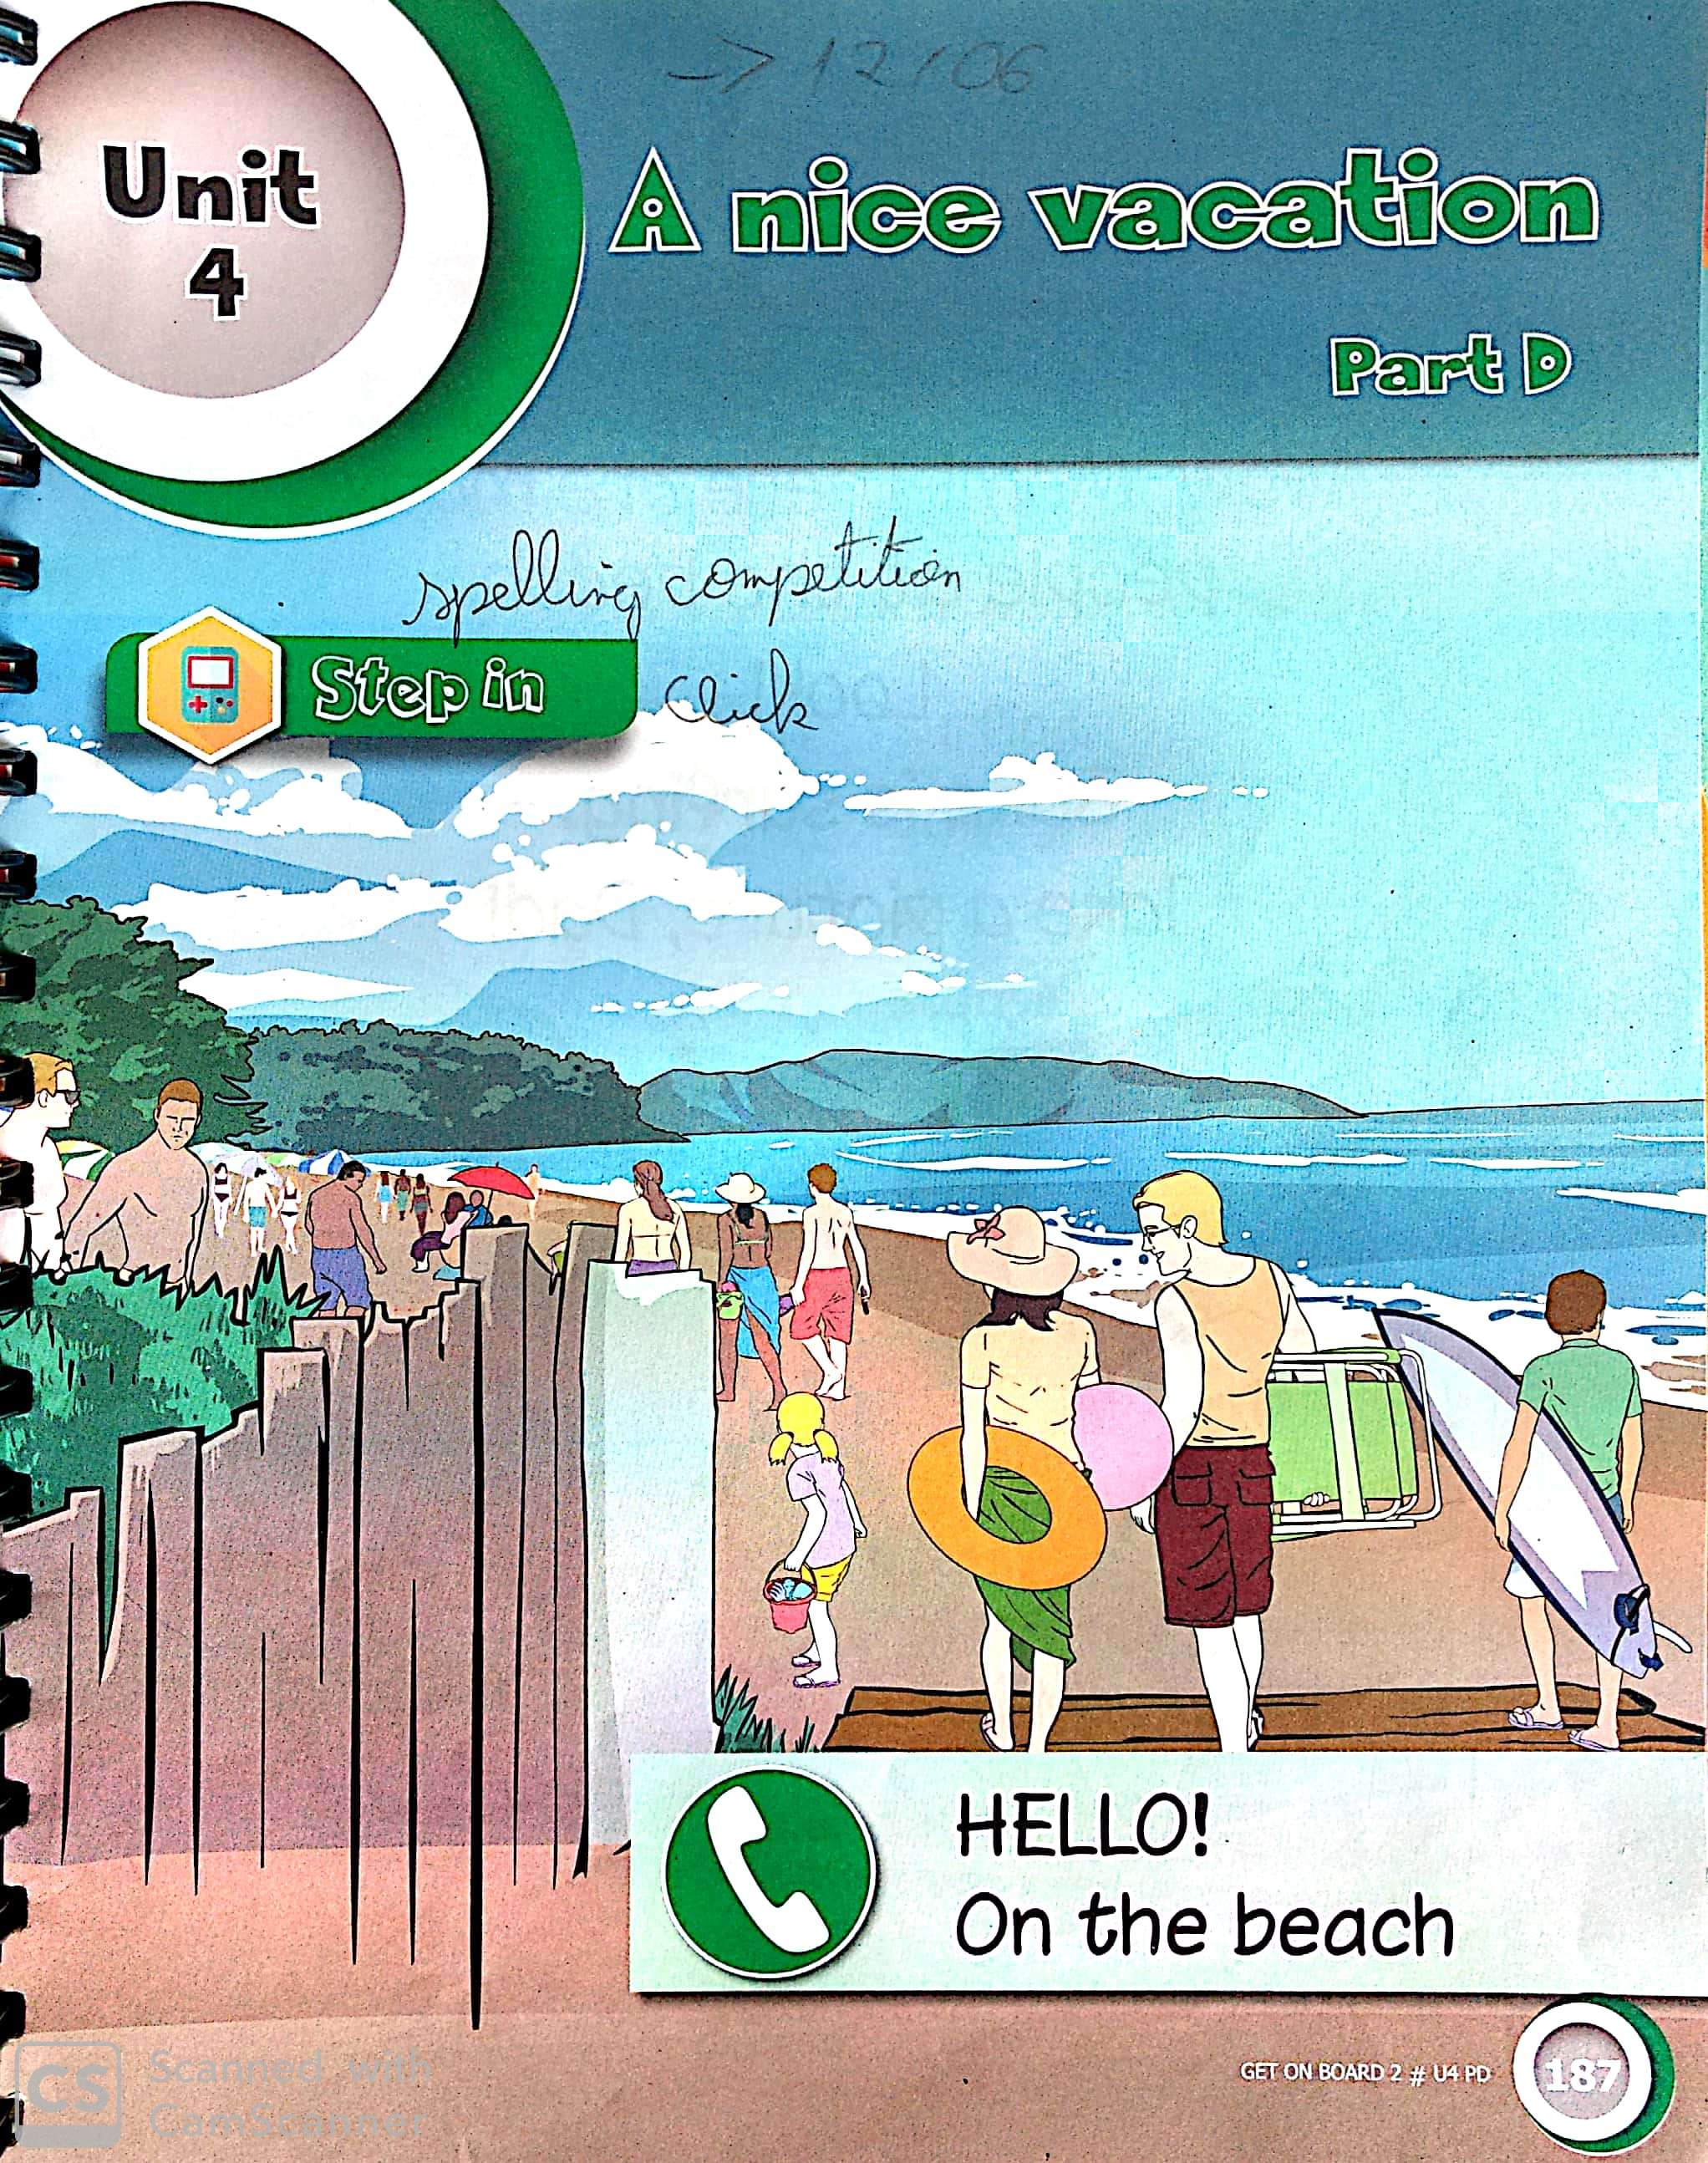 → 12/06
Unit
4
A nice vacation
Part D
spelling competition
Step in
click
HELLO!
On the beach
GET ON BOARD 2 # U4 PD
187
CS
Scanned with
CamScanner